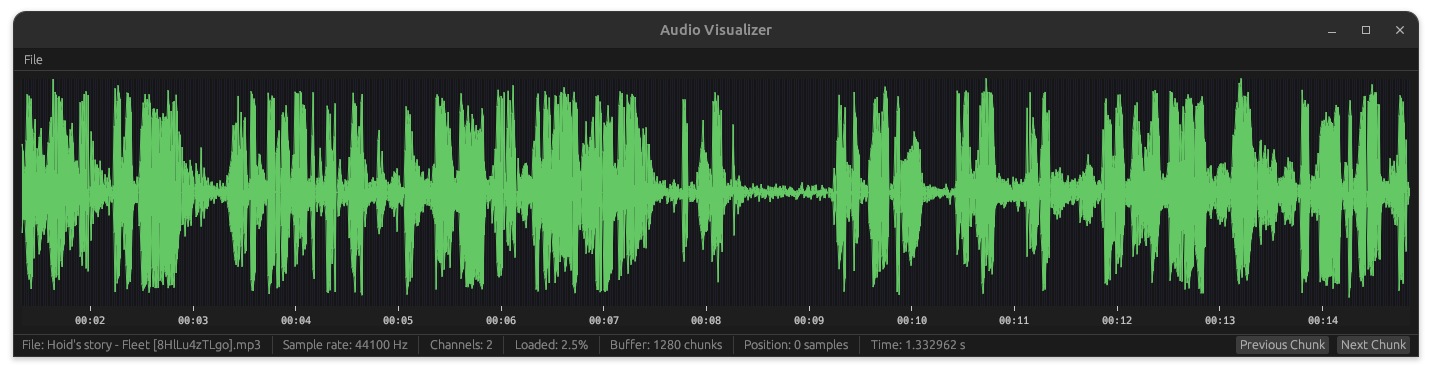 Audio Visualizer
File
00:02 00:03 00:04 00:05 00:06 00:07 00:08 00:09 00:10 00:11 00:12 00:13 00:14
File: Hoid's story - Fleet [8HlLu4zTLgo].mp3 Sample rate: 44100 Hz Channels: 2 Loaded: 2.5% Buffer: 1280 chunks Position: 0 samples Time: 1.332962 s Previous Chunk Next Chunk